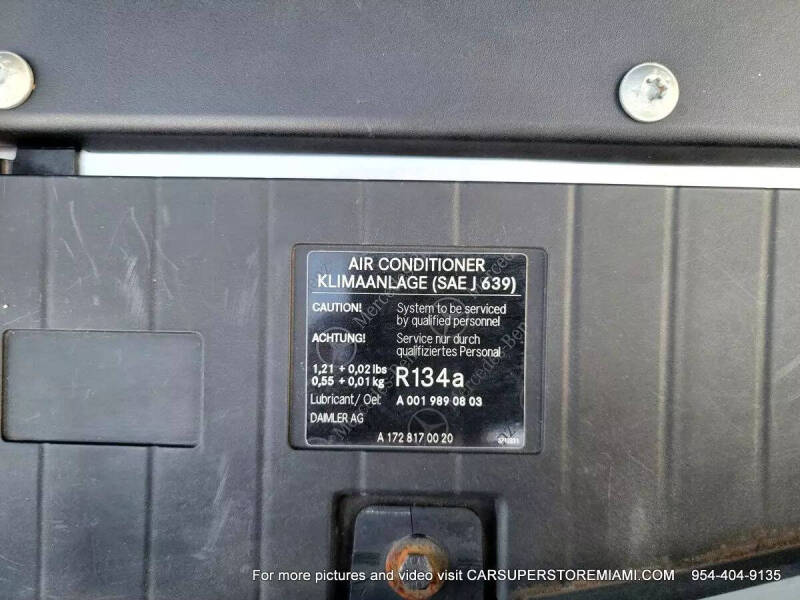 AIR CONDITIONER
KLIMAANLAGE (SAE J 639)
CAUTION! System to be serviced
by qualified personnel
ACHTUNG! Service nur durch
qualifiziertes Personal
1,21 + 0,02 lbs
0,55 + 0,01 kg R134a
Lubricant/Oel: A 001 989 08 03
DAIMLER AG
A 172 817 00 20
For more pictures and video visit CARSUPERSTOREMIAMI.COM 954-404-9135